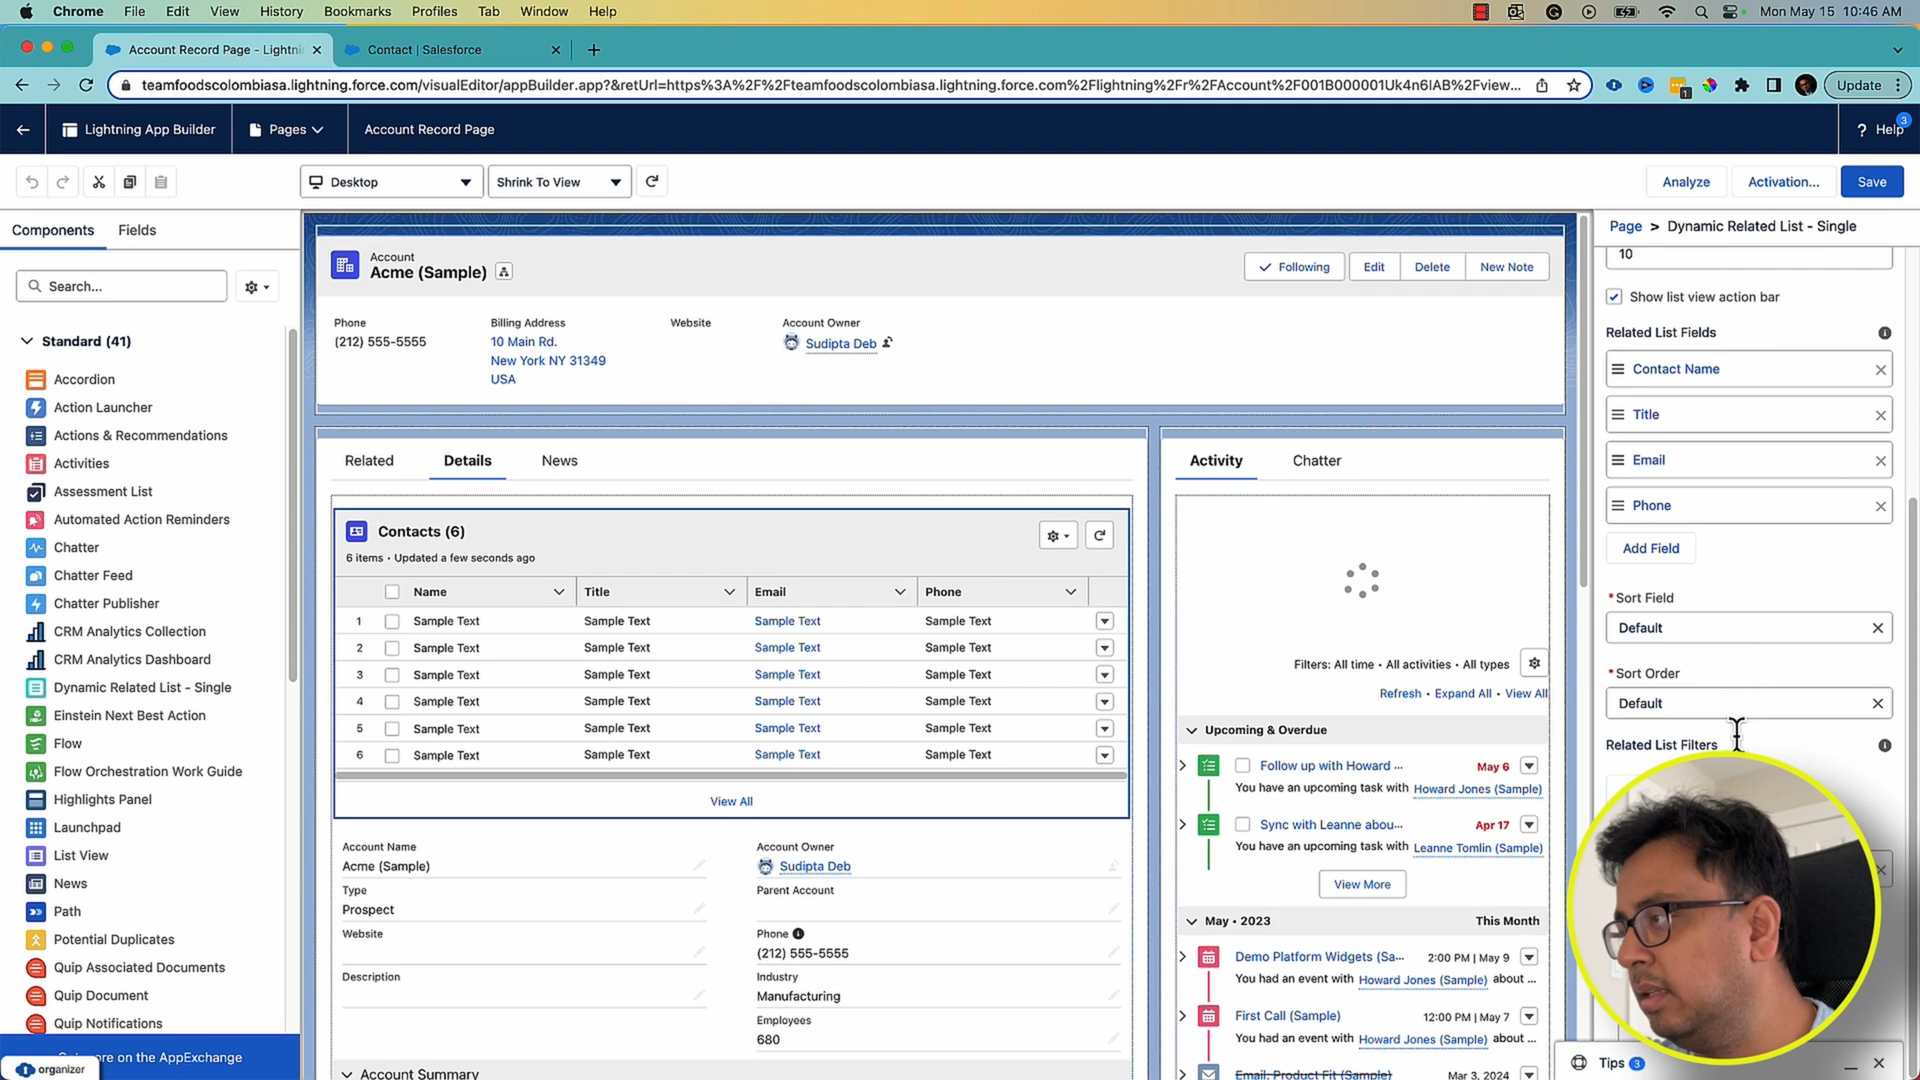 Chrome File Edit View History Bookmarks Profiles Tab Window Help Mon May 15 10:46 AM
Account Record Page - Lightni Contact | Salesforce
teamfoodscolombiasa.lightning.force.com/visualEditor/appBuilder.app?&retUrl=https%3A%2F%2Fteamfoodscolombiasa.lightning.force.com%2Flightning%2Fr%2FAccount%2F001B000001Uk4n6IAB%2Fview... 1 Update
Lightning App Builder Pages Account Record Page ? Help 3
Desktop Shrink To View Analyze Activation... Save
Components Fields
Search...
Standard (41)
Accordion
Action Launcher
Actions & Recommendations
Activities
Assessment List
Automated Action Reminders
Chatter
Chatter Feed
Chatter Publisher
CRM Analytics Collection
CRM Analytics Dashboard
Dynamic Related List - Single
Einstein Next Best Action
Flow
Flow Orchestration Work Guide
Highlights Panel
Launchpad
List View
News
Path
Potential Duplicates
Quip Associated Documents
Quip Document
Quip Notifications
on the AppExchange
organizer
Account
Acme (Sample)
Following Edit Delete New Note
Phone Billing Address Website Account Owner
(212) 555-5555 10 Main Rd. Sudipta Deb
New York NY 31349
USA
Related Details News
Contacts (6)
6 items • Updated a few seconds ago
Name Title Email Phone
1 Sample Text Sample Text Sample Text Sample Text
2 Sample Text Sample Text Sample Text Sample Text
3 Sample Text Sample Text Sample Text Sample Text
4 Sample Text Sample Text Sample Text Sample Text
5 Sample Text Sample Text Sample Text Sample Text
6 Sample Text Sample Text Sample Text Sample Text
View All
Account Name Account Owner
Acme (Sample) Sudipta Deb
Type Parent Account
Prospect
Website Phone
(212) 555-5555
Description Industry
Manufacturing
Employees
680
Account Summary
Activity Chatter
Filters: All time • All activities • All types
Refresh • Expand All • View All
Upcoming & Overdue
Follow up with Howard ... May 6
You have an upcoming task with Howard Jones (Sample)
Sync with Leanne abou... Apr 17
You have an upcoming task with Leanne Tomlin (Sample)
View More
May • 2023 This Month
Demo Platform Widgets (Sa... 2:00 PM | May 9
You had an event with Howard Jones (Sample) about ...
First Call (Sample) 12:00 PM | May 7
You had an event with Howard Jones (Sample) about ...
Email: Product Fit (Sample) Mar 3, 2024
Page > Dynamic Related List - Single
10
Show list view action bar
Related List Fields
Contact Name
Title
Email
Phone
Add Field
* Sort Field
Default
* Sort Order
Default
Related List Filters
Tips 3